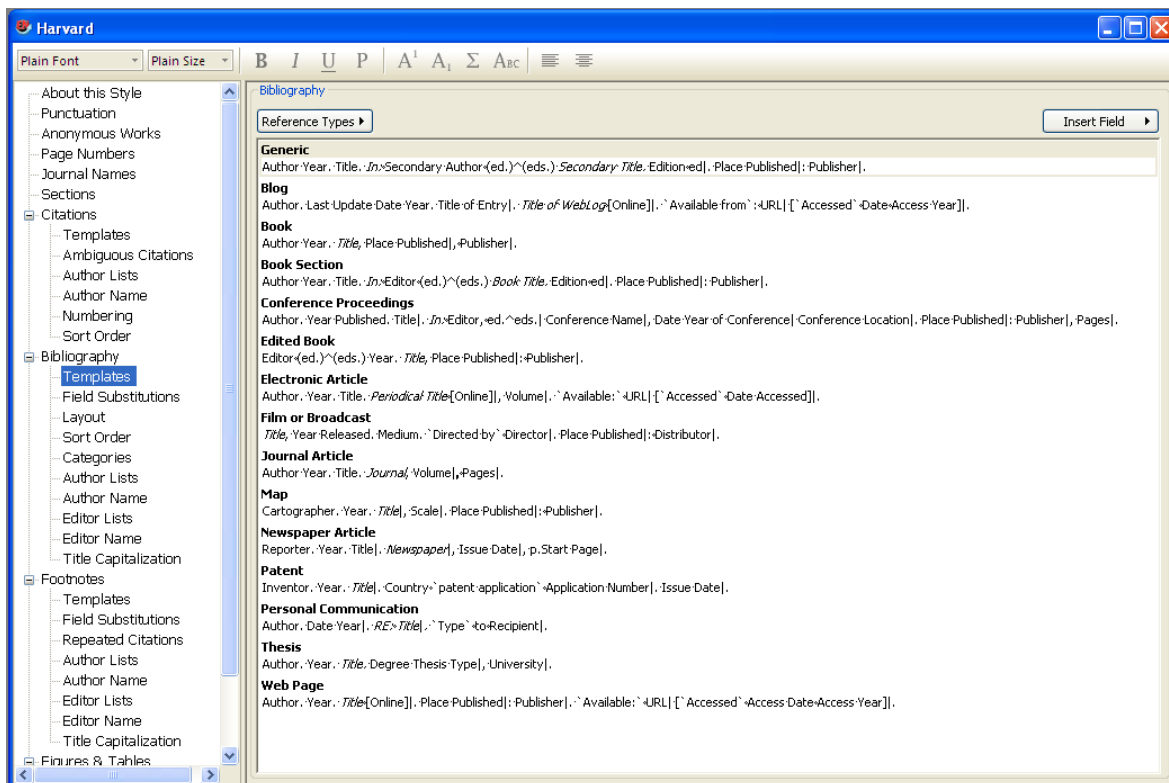 Harvard
Plain Font Plain Size B I U P A¹ A₁ Σ ABC
About this Style
Punctuation
Anonymous Works
Page Numbers
Journal Names
Sections
Citations
Templates
Ambiguous Citations
Author Lists
Author Name
Numbering
Sort Order
Bibliography
Templates
Field Substitutions
Layout
Sort Order
Categories
Author Lists
Author Name
Editor Lists
Editor Name
Title Capitalization
Footnotes
Templates
Field Substitutions
Repeated Citations
Author Lists
Author Name
Editor Lists
Editor Name
Title Capitalization
Figures & Tables
Bibliography
Reference Types Insert Field
Generic
Author·Year.·Title.·In:·Secondary·Author·(ed.)^(eds.)·Secondary·Title.·Edition·ed|.·Place·Published|:·Publisher|.
Blog
Author.·Last·Update·Date·Year.·Title·of·Entry|.·Title·of·WebLog·[Online]|.·`Available·from`:·URL|·[`Accessed`·Date·Access·Year]|.
Book
Author·Year.·Title,·Place·Published|,·Publisher|.
Book Section
Author·Year.·Title.·In:·Editor·(ed.)^(eds.)·Book·Title.·Edition·ed|.·Place·Published|:·Publisher|.
Conference Proceedings
Author.·Year·Published.·Title|.·In:·Editor,·ed.^eds.|·Conference·Name|,·Date·Year·of·Conference|·Conference·Location|.·Place·Published|:·Publisher|,·Pages|.
Edited Book
Editor·(ed.)^(eds.)·Year.·Title,·Place·Published|:·Publisher|.
Electronic Article
Author.·Year.·Title.·Periodical·Title·[Online]|,·Volume|.·`Available:`·URL|·[`Accessed`·Date·Accessed]|.
Film or Broadcast
Title,·Year·Released.·Medium.·`Directed·by`·Director|.·Place·Published|:·Distributor|.
Journal Article
Author·Year.·Title.·Journal,·Volume|,·Pages|.
Map
Cartographer.·Year.·Title|,·Scale|.·Place·Published|:·Publisher|.
Newspaper Article
Reporter.·Year.·Title|.·Newspaper|,·Issue·Date|,·p.Start·Page|.
Patent
Inventor.·Year.·Title|.·Country·`patent·application`·Application·Number|.·Issue·Date|.
Personal Communication
Author.·Date·Year|.·RE:·Title|.·`Type`·to·Recipient|.
Thesis
Author.·Year.·Title.·Degree·Thesis·Type|,·University|.
Web Page
Author.·Year.·Title·[Online]|.·Place·Published|:·Publisher|.·`Available:`·URL|·[`Accessed`·Access·Date·Access·Year]|.